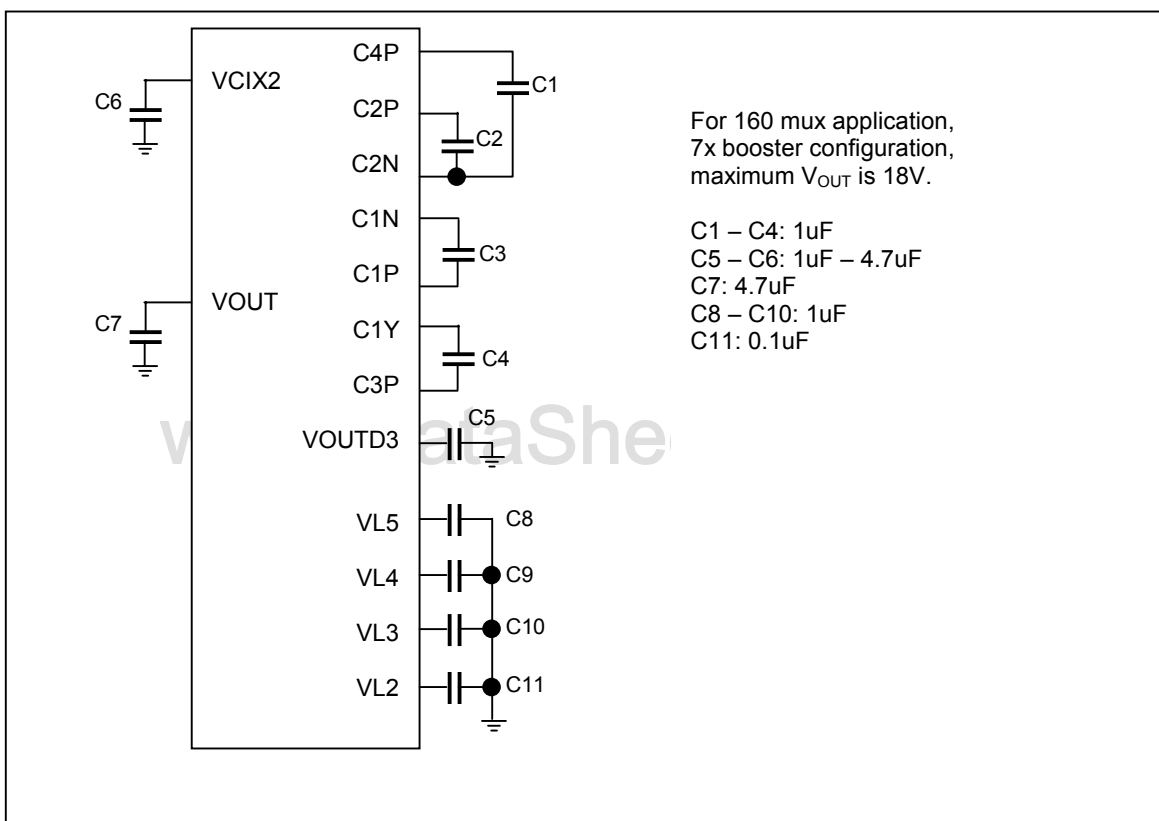 C4P
C1
VCIX2
C6
C2P
C2
C2N
C1N
C3
C1P
VOUT
C7
C1Y
C4
C3P
C5
VOUTD3
VL5
C8
VL4
C9
VL3
C10
VL2
C11
For 160 mux application,
7x booster configuration,
maximum VOUT is 18V.
C1 – C4: 1uF
C5 – C6: 1uF – 4.7uF
C7: 4.7uF
C8 – C10: 1uF
C11: 0.1uF